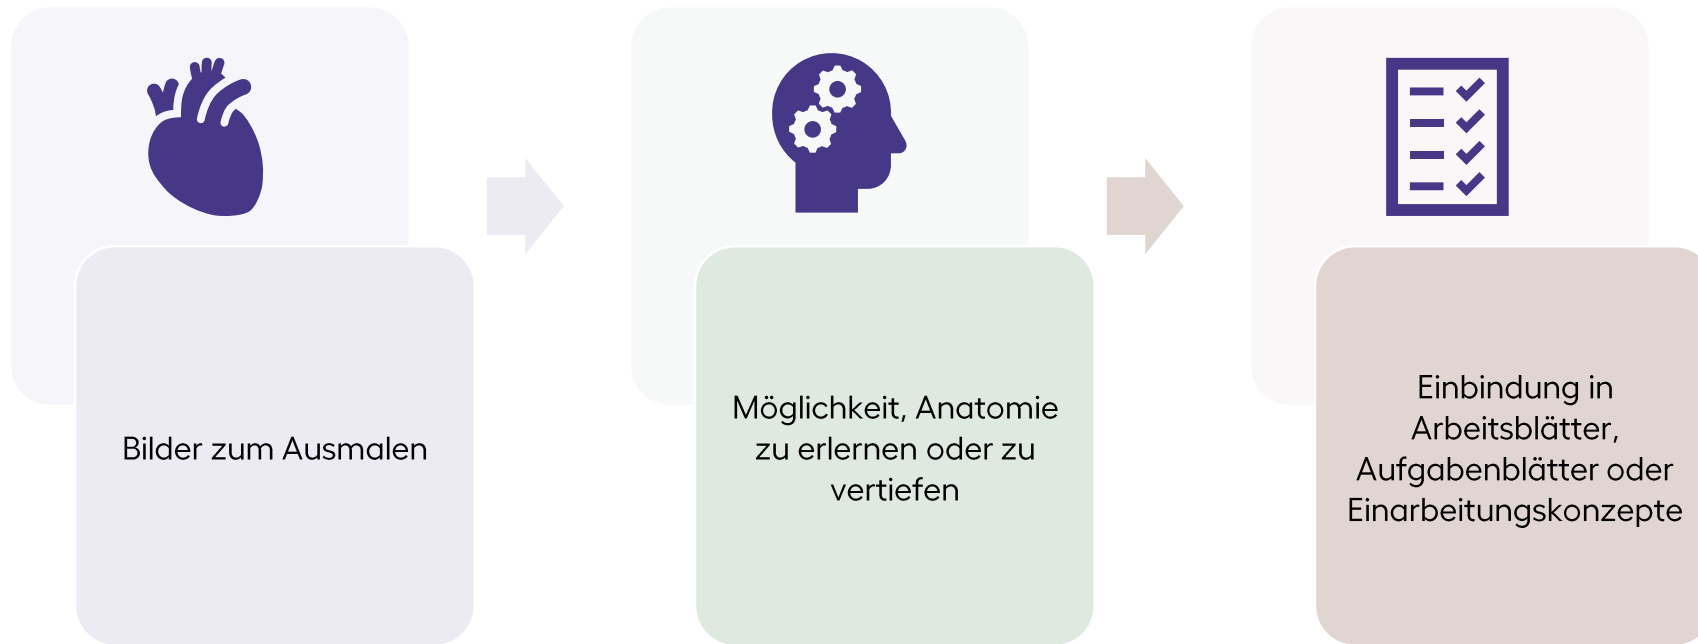 Bilder zum Ausmalen
Möglichkeit, Anatomie
zu erlernen oder zu
vertiefen
Einbindung in
Arbeitsblätter,
Aufgabenblätter oder
Einarbeitungskonzepte